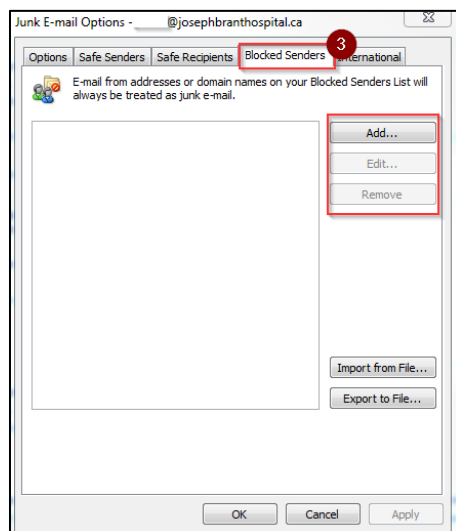 Junk E-mail Options - @josephbranthospital.ca
3
Options Safe Senders Safe Recipients Blocked Senders International
E-mail from addresses or domain names on your Blocked Senders List will
always be treated as junk e-mail.
Add...
Edit...
Remove
Import from File...
Export to File...
OK Cancel Apply